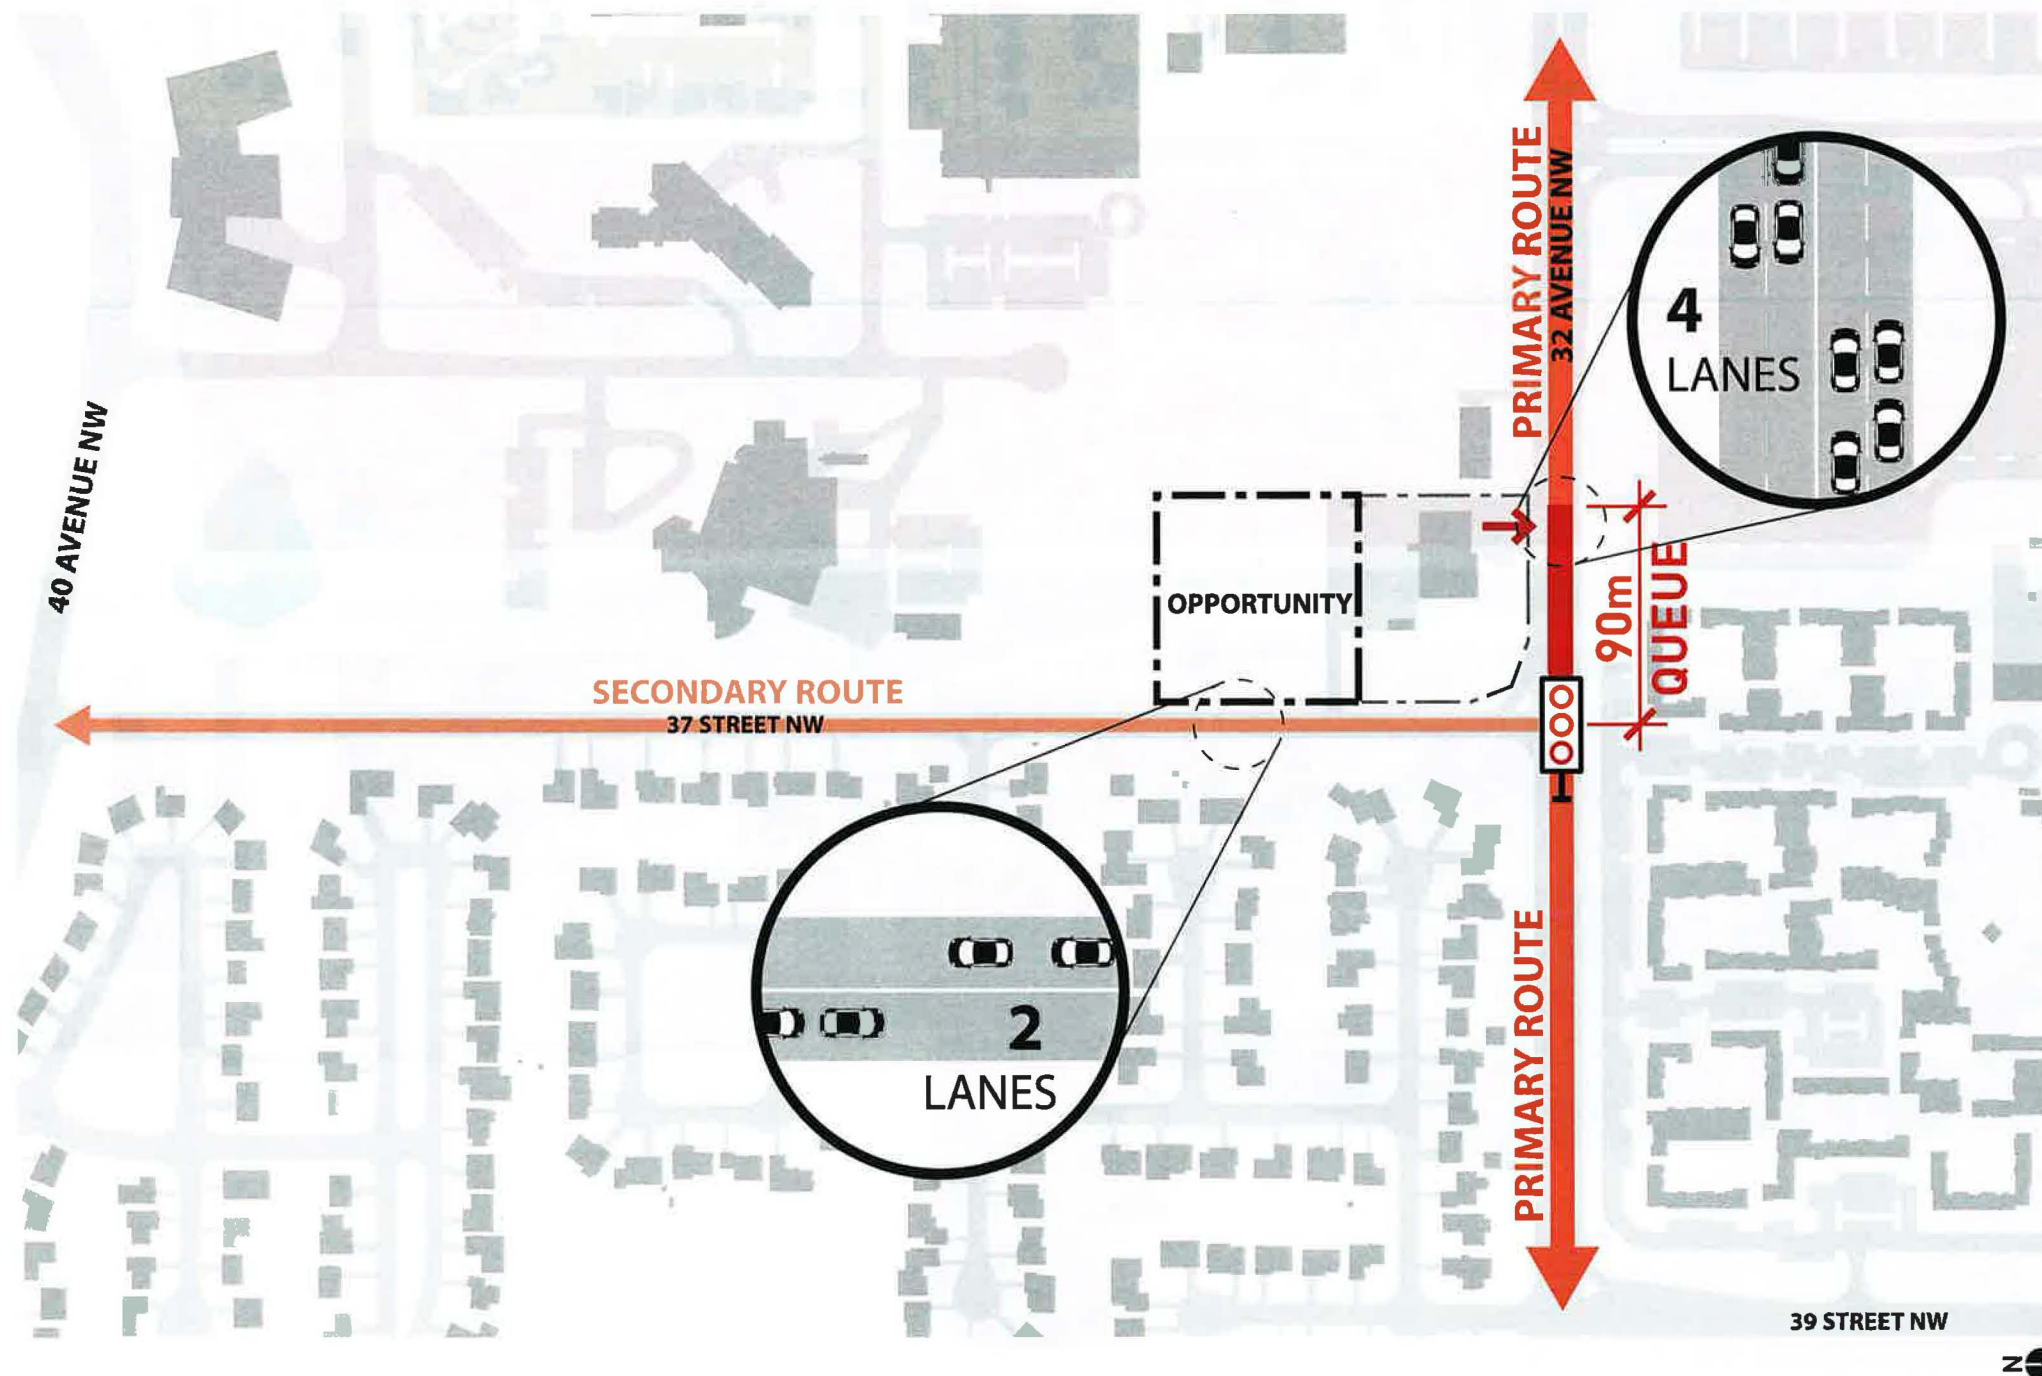 PRIMARY ROUTE
32 AVENUE NW
4
LANES
40 AVENUE NW
OPPORTUNITY
90m
QUEUE
SECONDARY ROUTE
37 STREET NW
2
LANES
PRIMARY ROUTE
39 STREET NW
N